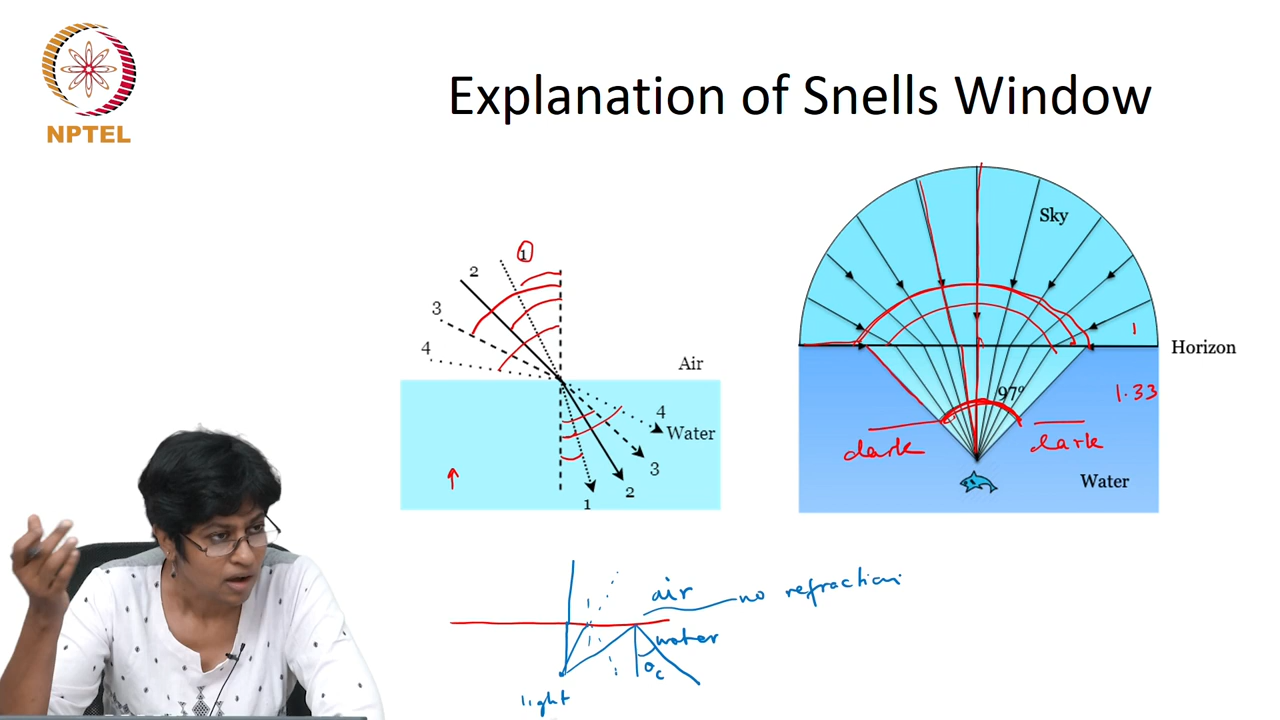 NPTEL
Explanation of Snells Window
1
2
3
4
Air
4
Water
3
2
1
Sky
1
Horizon
97°
1.33
dark
dark
Water
air
no refraction
water
θc
light